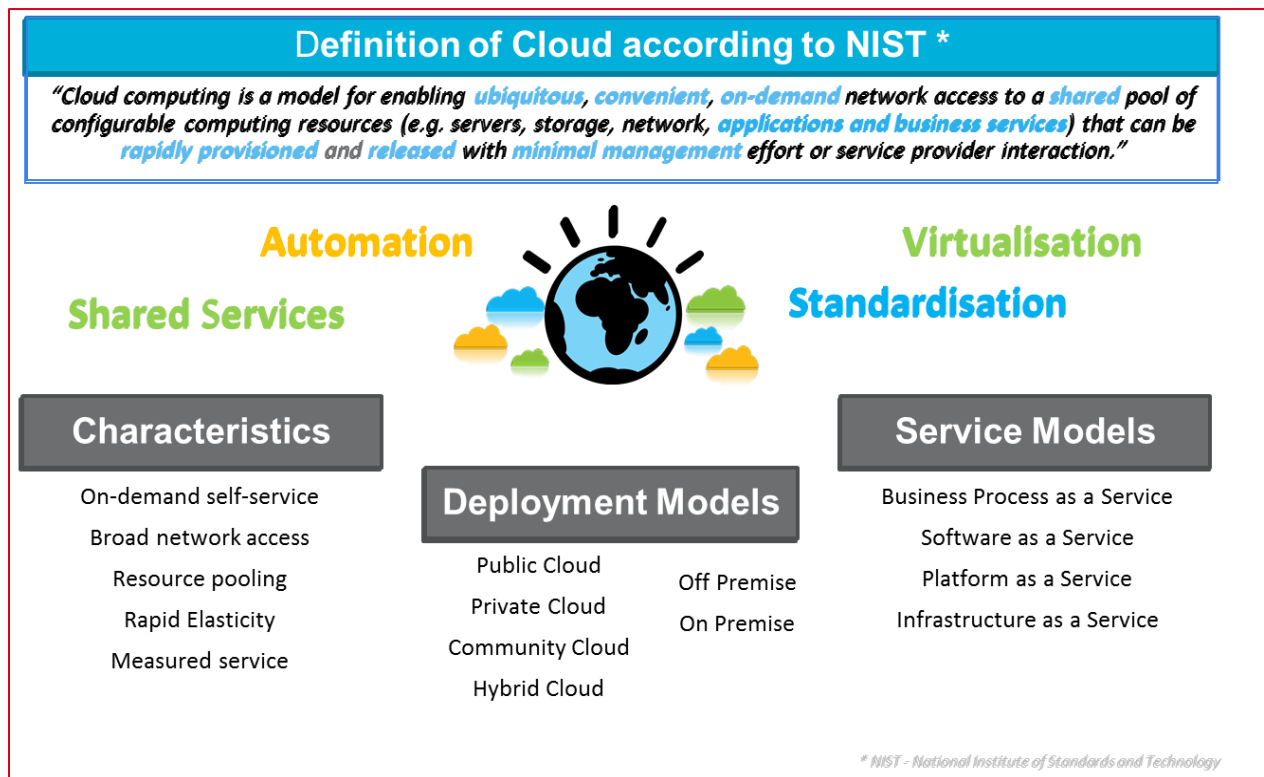 Definition of Cloud according to NIST *
“Cloud computing is a model for enabling ubiquitous, convenient, on-demand network access to a shared pool of
configurable computing resources (e.g. servers, storage, network, applications and business services) that can be
rapidly provisioned and released with minimal management effort or service provider interaction.”
Automation
Virtualisation
Shared Services
Standardisation
Characteristics
On-demand self-service
Broad network access
Resource pooling
Rapid Elasticity
Measured service
Deployment Models
Public Cloud
Private Cloud
Community Cloud
Hybrid Cloud
Off Premise
On Premise
Service Models
Business Process as a Service
Software as a Service
Platform as a Service
Infrastructure as a Service
* NIST - National Institute of Standards and Technology